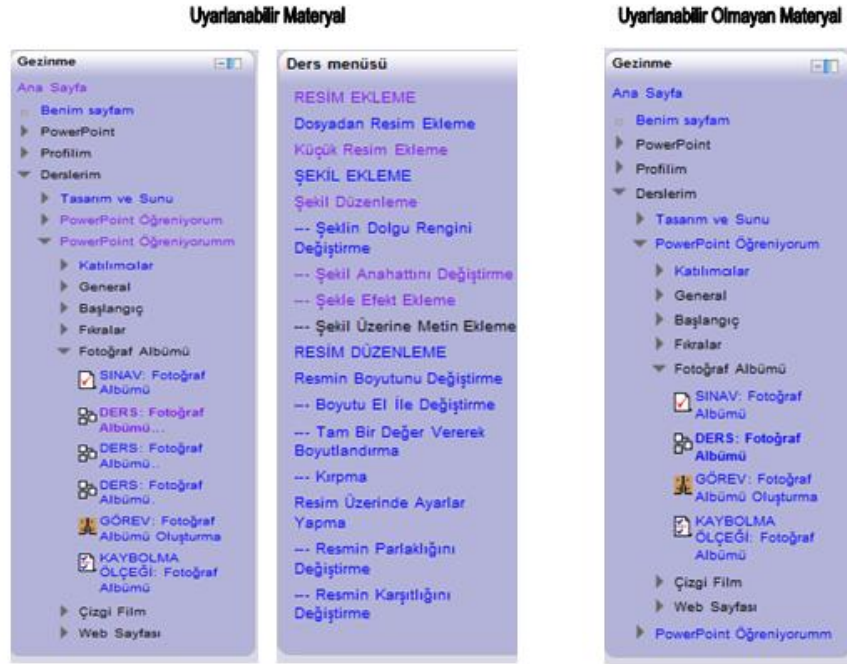 Uyarlanabilir Materyal
Gezinme
Ana Sayfa
Benim sayfam
PowerPoint
Profilim
Derslerim
Tasarım ve Sunu
PowerPoint Öğreniyorum
PowerPoint Öğreniyorumm
Katılımcılar
General
Başlangıç
Fıkralar
Fotoğraf Albümü
SINAV: Fotoğraf
Albümü
DERS: Fotoğraf
Albümü...
DERS: Fotoğraf
Albümü..
DERS: Fotoğraf
Albümü.
GÖREV: Fotoğraf
Albümü Oluşturma
KAYBOLMA
ÖLÇEĞİ: Fotoğraf
Albümü
Çizgi Film
Web Sayfası
Ders menüsü
RESİM EKLEME
Dosyadan Resim Ekleme
Küçük Resim Ekleme
ŞEKİL EKLEME
Şekil Düzenleme
--- Şeklin Dolgu Rengini
Değiştirme
--- Şekil Anahattını Değiştirme
--- Şekle Efekt Ekleme
--- Şekil Üzerine Metin Ekleme
RESİM DÜZENLEME
Resmin Boyutunu Değiştirme
--- Boyutu El İle Değiştirme
--- Tam Bir Değer Vererek
Boyutlandırma
--- Kırpma
Resim Üzerinde Ayarlar
Yapma
--- Resmin Parlaklığını
Değiştirme
--- Resmin Karşıtlığını
Değiştirme
Uyarlanabilir Olmayan Materyal
Gezinme
Ana Sayfa
Benim sayfam
PowerPoint
Profilim
Derslerim
Tasarım ve Sunu
PowerPoint Öğreniyorum
Katılımcılar
General
Başlangıç
Fıkralar
Fotoğraf Albümü
SINAV: Fotoğraf
Albümü
DERS: Fotoğraf
Albümü
GÖREV: Fotoğraf
Albümü Oluşturma
KAYBOLMA
ÖLÇEĞİ: Fotoğraf
Albümü
Çizgi Film
Web Sayfası
PowerPoint Öğreniyorumm